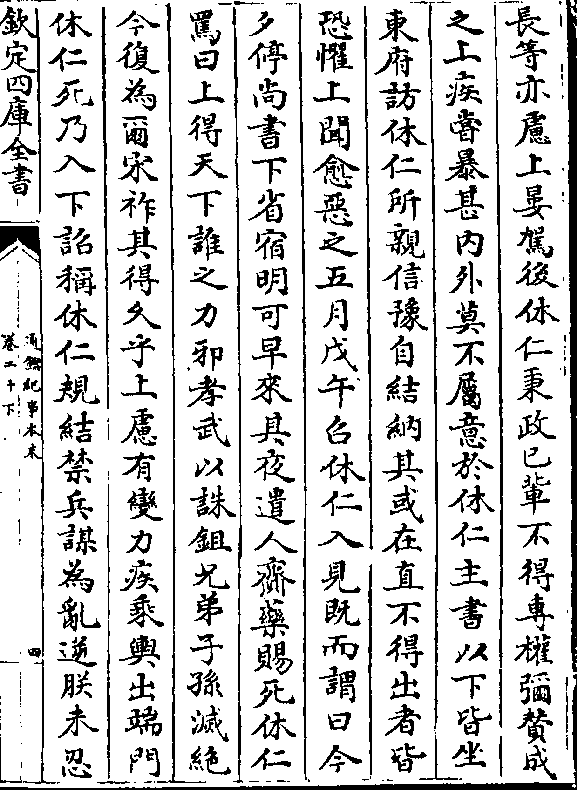 長等亦慮上晏駕後休仁秉政已輩不得專權彌賛成
之上疾嘗暴甚内外莫不屬意於休仁主書以下皆坐
東府訪休仁所親信豫自結納其或在直不得出者皆
恐懼上聞愈惡之五月戊午召休仁入見既而謂曰今
夕停尚書下省宿明可早來其夜遣人齎藥賜死休仁
罵曰上得天下誰之力邪孝武以誅鉏兄弟子孫滅絶
今復為爾宋祚其得久乎上慮有變力疾乗輿出端門
休仁死乃入下詔稱休仁規結禁兵謀為亂逆朕未忍
欽定四庫全書
通鑑紀事本末
卷二十下
四